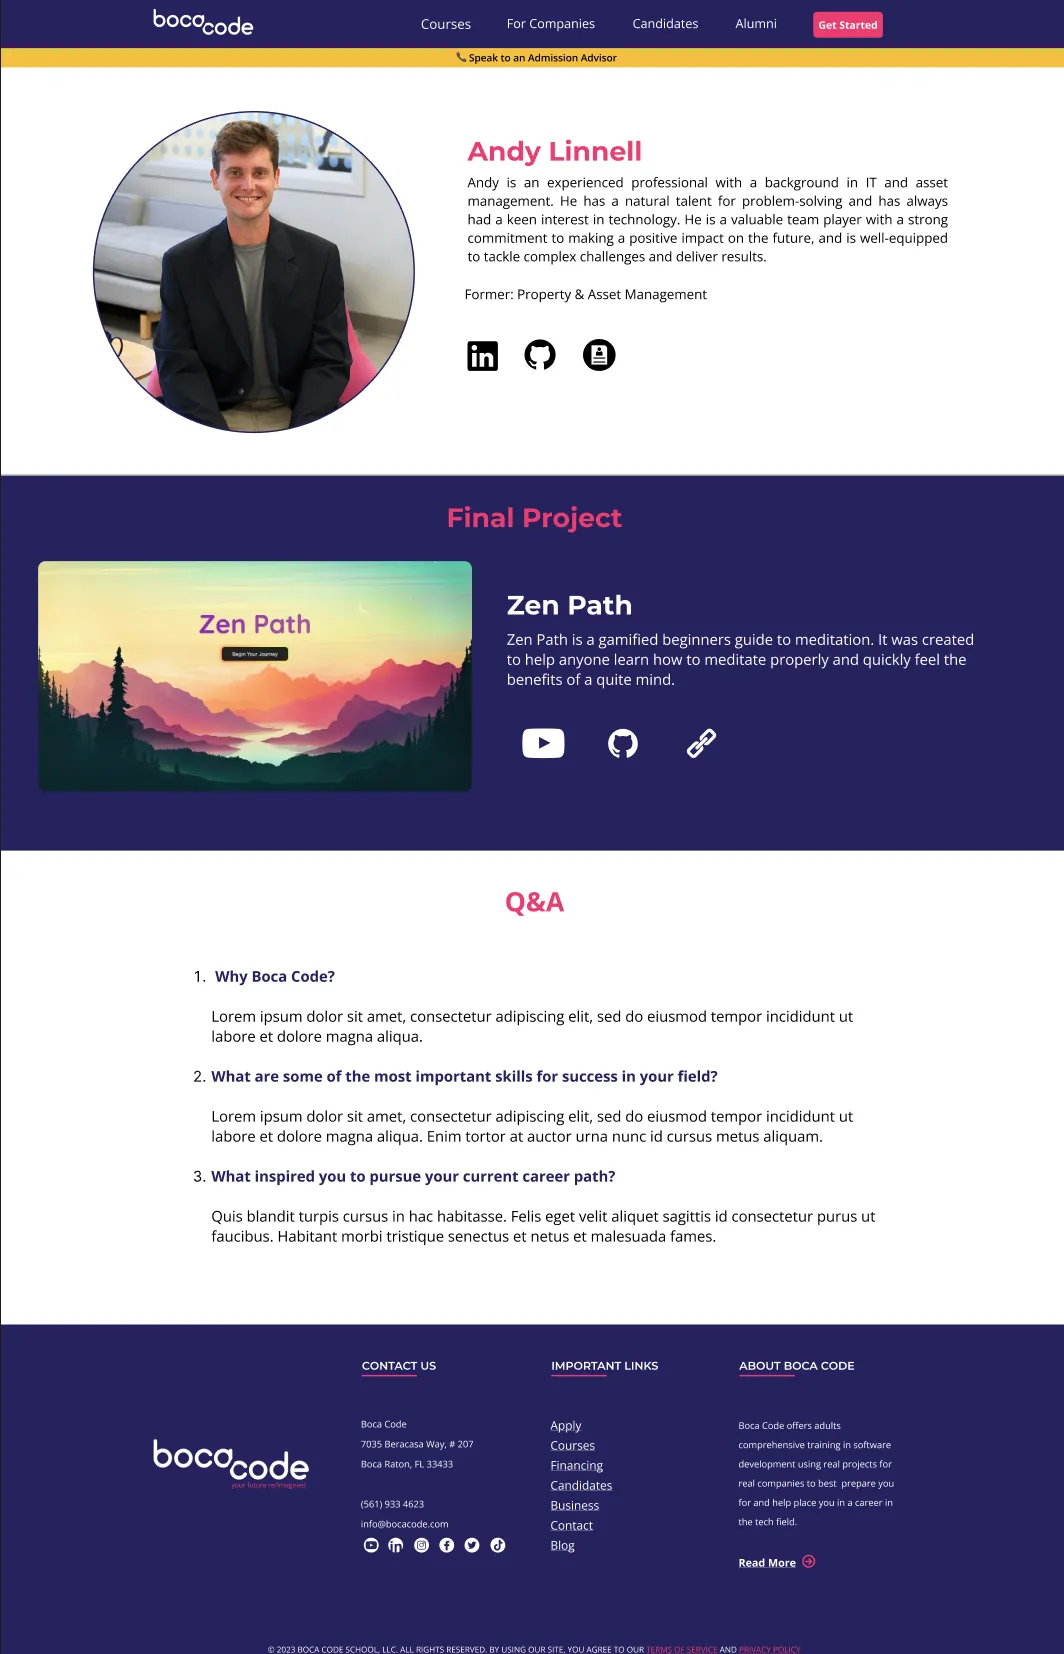 boca code
Courses
For Companies
Candidates
Alumni
Get Started
Speak to an Admission Advisor
Andy Linnell
Andy is an experienced professional with a background in IT and asset
management. He has a natural talent for problem-solving and has always
had a keen interest in technology. He is a valuable team player with a strong
commitment to making a positive impact on the future, and is well-equipped
to tackle complex challenges and deliver results.
Former: Property & Asset Management
in
Final Project
Zen Path
Begin Your Journey
Zen Path
Zen Path is a gamified beginners guide to meditation. It was created
to help anyone learn how to meditate properly and quickly feel the
benefits of a quite mind.
Q&A
1. Why Boca Code?
Lorem ipsum dolor sit amet, consectetur adipiscing elit, sed do eiusmod tempor incididunt ut
labore et dolore magna aliqua.
2. What are some of the most important skills for success in your field?
Lorem ipsum dolor sit amet, consectetur adipiscing elit, sed do eiusmod tempor incididunt ut
labore et dolore magna aliqua. Enim tortor at auctor urna nunc id cursus metus aliquam.
3. What inspired you to pursue your current career path?
Quis blandit turpis cursus in hac habitasse. Felis eget velit aliquet sagittis id consectetur purus ut
faucibus. Habitant morbi tristique senectus et netus et malesuada fames.
boca code
your future re/imagined
CONTACT US
Boca Code
7035 Beracasa Way, # 207
Boca Raton, FL 33433
(561) 933 4623
info@bocacode.com
IMPORTANT LINKS
Apply
Courses
Financing
Candidates
Business
Contact
Blog
ABOUT BOCA CODE
Boca Code offers adults
comprehensive training in software
development using real projects for
real companies to best prepare you
for and help place you in a career in
the tech field.
Read More
© 2023 BOCA CODE SCHOOL, LLC. ALL RIGHTS RESERVED. BY USING OUR SITE, YOU AGREE TO OUR TERMS OF SERVICE AND PRIVACY POLICY